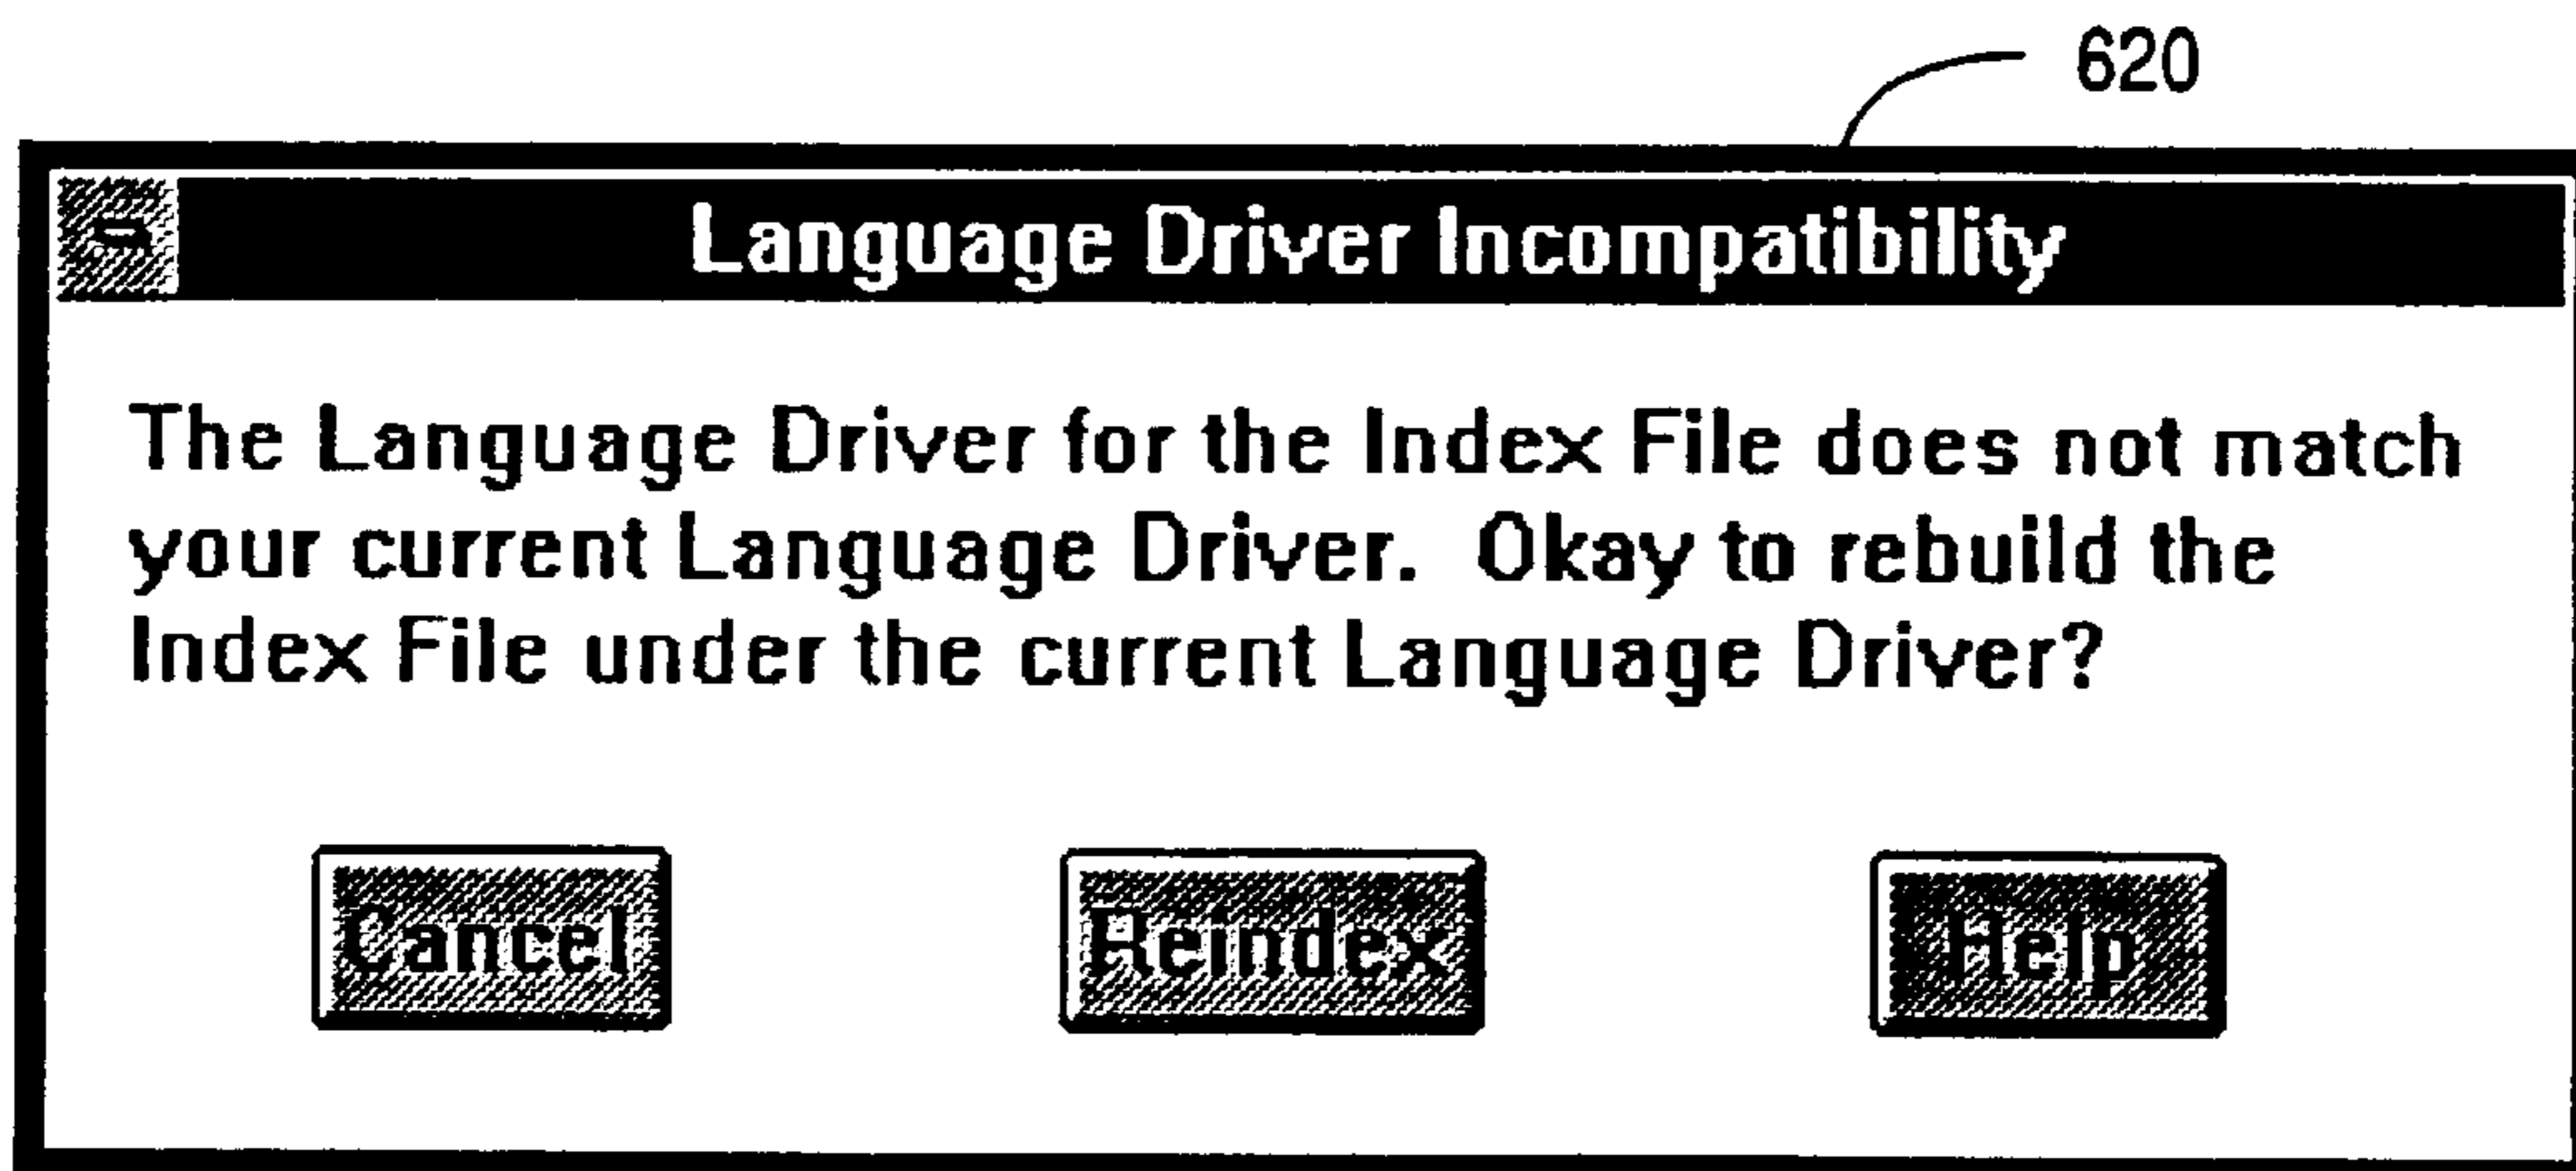 620
Language Driver Incompatibility
The Language Driver for the Index File does not match
your current Language Driver.  Okay to rebuild the
Index File under the current Language Driver?
Cancel Reindex Help